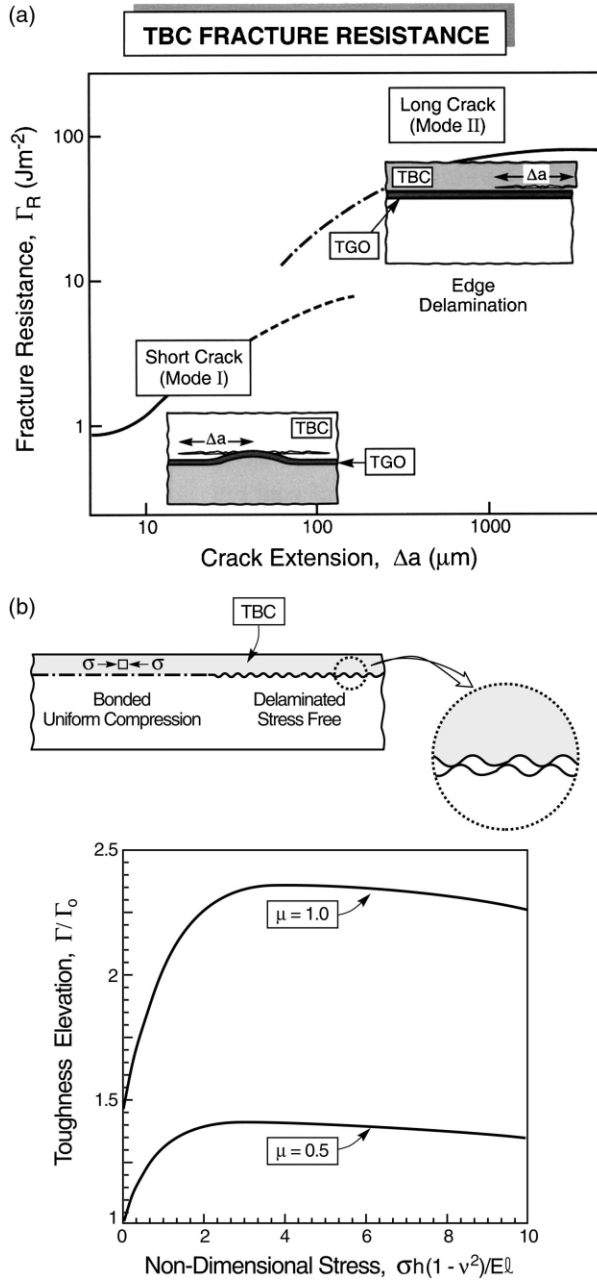 (a)
TBC FRACTURE RESISTANCE
Fracture Resistance, Γ_R (Jm⁻²)
100
10
1
Long Crack
(Mode II)
TBC
Δa
TGO
Edge
Delamination
Short Crack
(Mode I)
Δa
TBC
TGO
10
100
1000
Crack Extension, Δa (μm)
(b)
TBC
σ → □ ← σ
Bonded
Uniform Compression
Delaminated
Stress Free
Toughness Elevation, Γ/Γ₀
2.5
2
1.5
1
μ = 1.0
μ = 0.5
0
2
4
6
8
10
Non-Dimensional Stress, σh(1 - ν²)/Eℓ